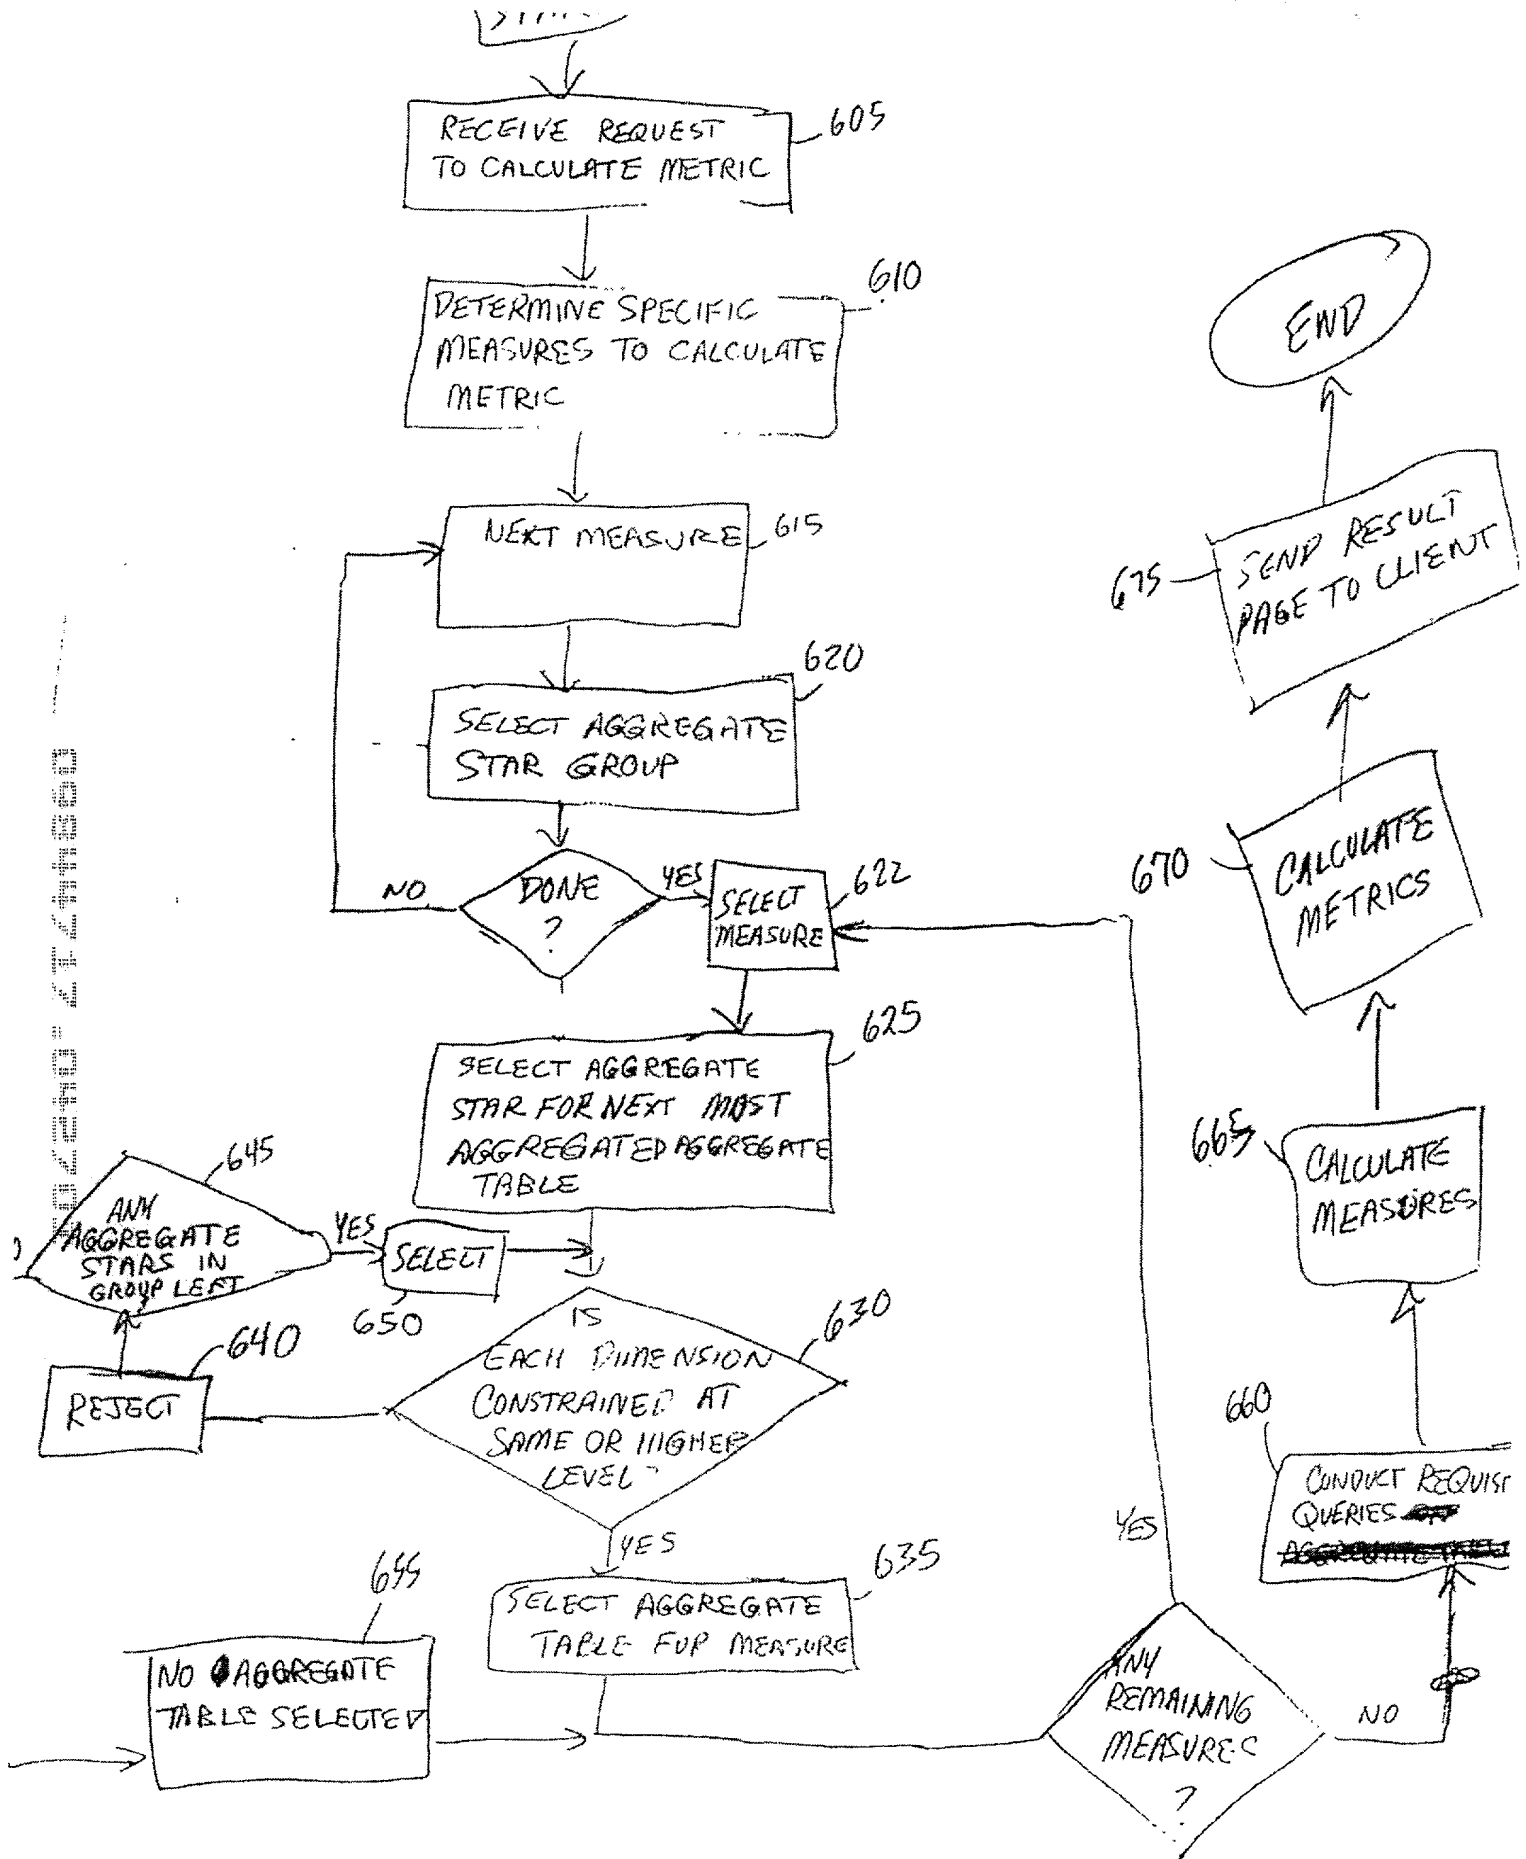 RECEIVE REQUEST
TO CALCULATE METRIC
605
DETERMINE SPECIFIC
MEASURES TO CALCULATE
METRIC
610
NEXT MEASURE
615
SELECT AGGREGATE
STAR GROUP
620
DONE
?
NO
YES
SELECT
MEASURE
622
SELECT AGGREGATE
STAR FOR NEXT MOST
AGGREGATED AGGREGATE
TABLE
625
ANY
AGGREGATE
STARS IN
GROUP LEFT
?
645
YES
SELECT
650
IS
EACH DIMENSION
CONSTRAINED AT
SAME OR HIGHER
LEVEL?
630
REJECT
640
YES
SELECT AGGREGATE
TABLE FOR MEASURE
635
NO AGGREGATE
TABLE SELECTED
655
ANY
REMAINING
MEASURES
?
YES
NO
CONDUCT REQUIS
QUERIES
660
CALCULATE
MEASURES
665
CALCULATE
METRICS
670
SEND RESULT
PAGE TO CLIENT
675
END